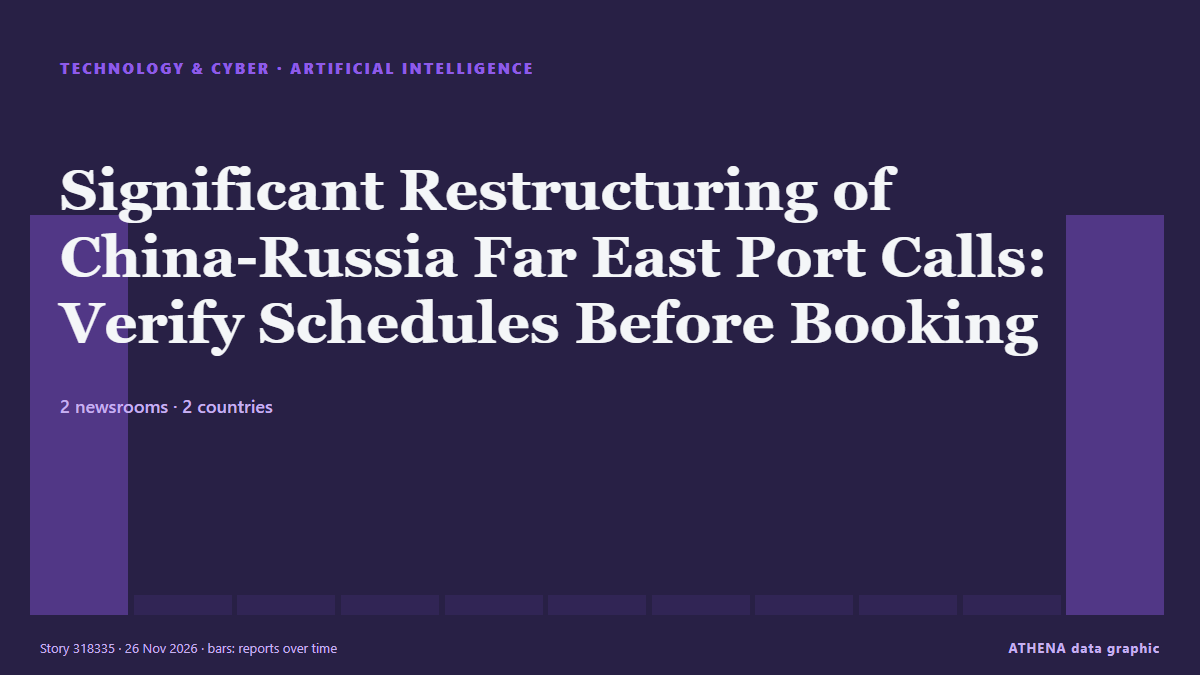 TECHNOLOGY & CYBER · ARTIFICIAL INTELLIGENCE
Significant Restructuring of
China-Russia Far East Port Calls:
Verify Schedules Before Booking
2 newsrooms · 2 countries
Story 318335 · 26 Nov 2026 · bars: reports over time
ATHENA data graphic